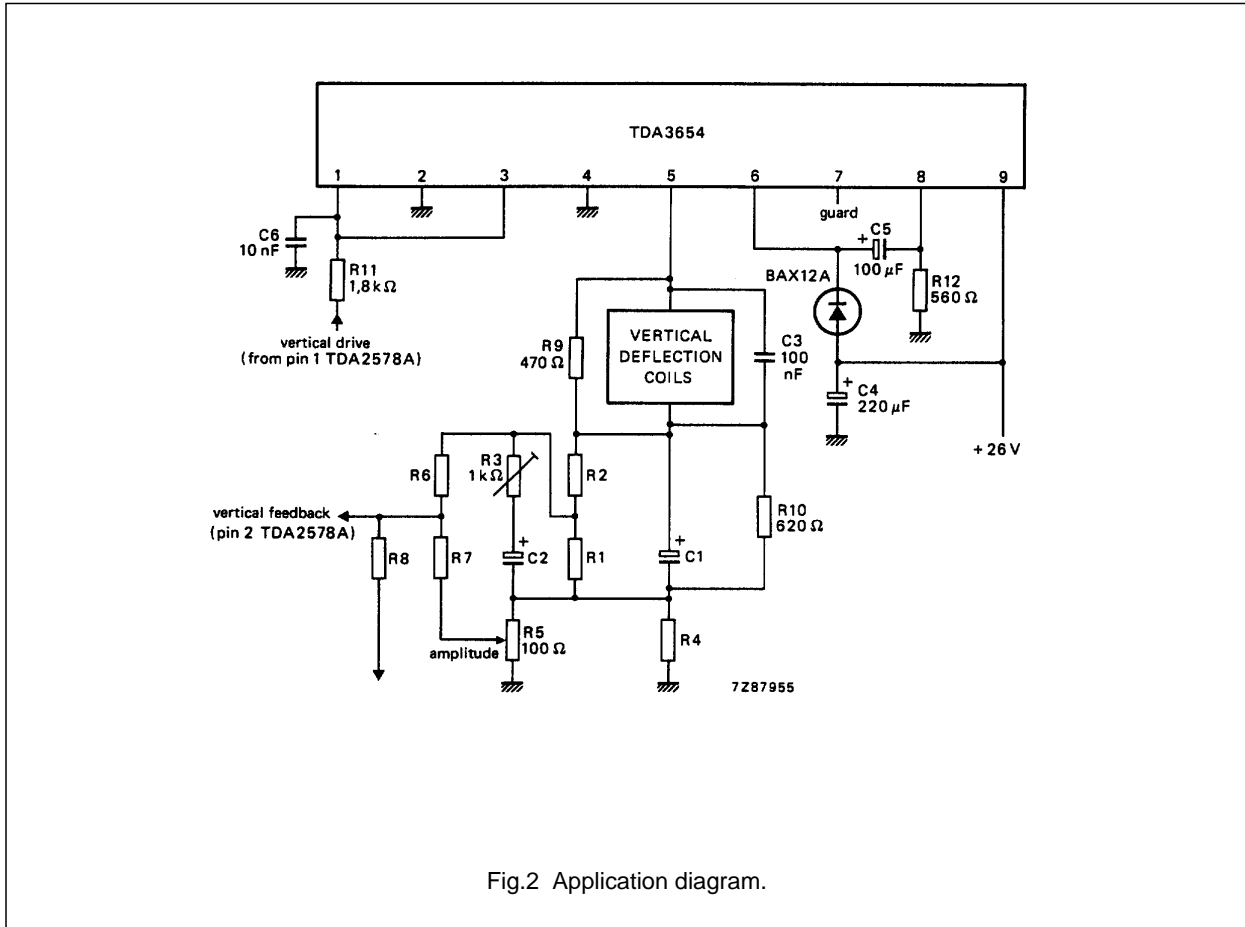 TDA3654
1 2 3 4 5 6 7 8 9
guard
C6
10 nF
R11
1,8 kΩ
vertical drive
(from pin 1 TDA2578A)
C5
+
100 μF
BAX12A
R12
560 Ω
R9
470 Ω
VERTICAL
DEFLECTION
COILS
C3
100
nF
+
C4
220 μF
+ 26 V
R6
R3
1 kΩ
R2
R10
620 Ω
vertical feedback
(pin 2 TDA2578A)
R8
R7
+
C2
R1
+
C1
R5
100 Ω
amplitude
R4
7Z87955
Fig.2 Application diagram.